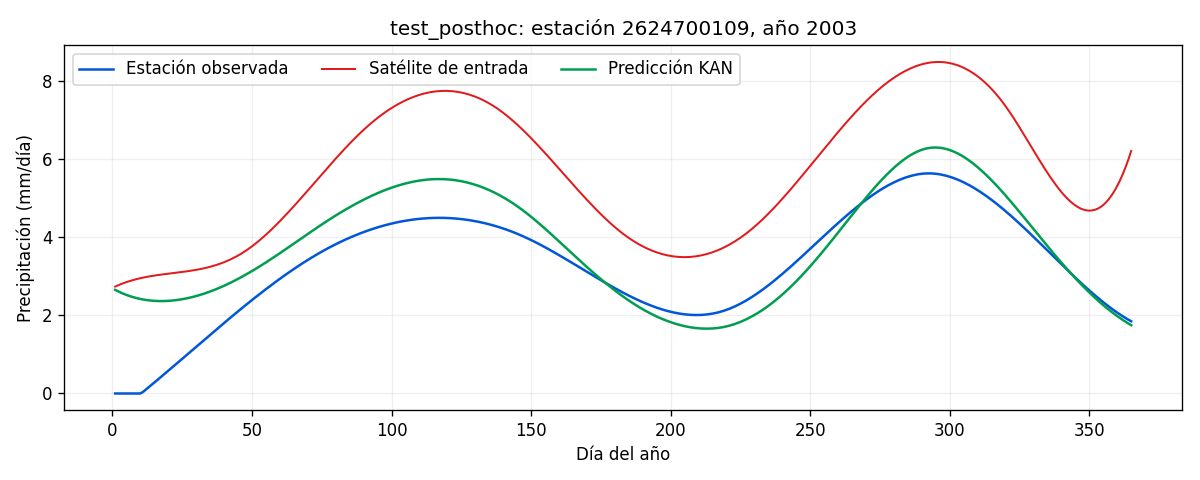 test_posthoc: estación 2624700109, año 2003
Estación observada Satélite de entrada Predicción KAN
Precipitación (mm/día)
8
6
4
2
0
0 50 100 150 200 250 300 350
Día del año